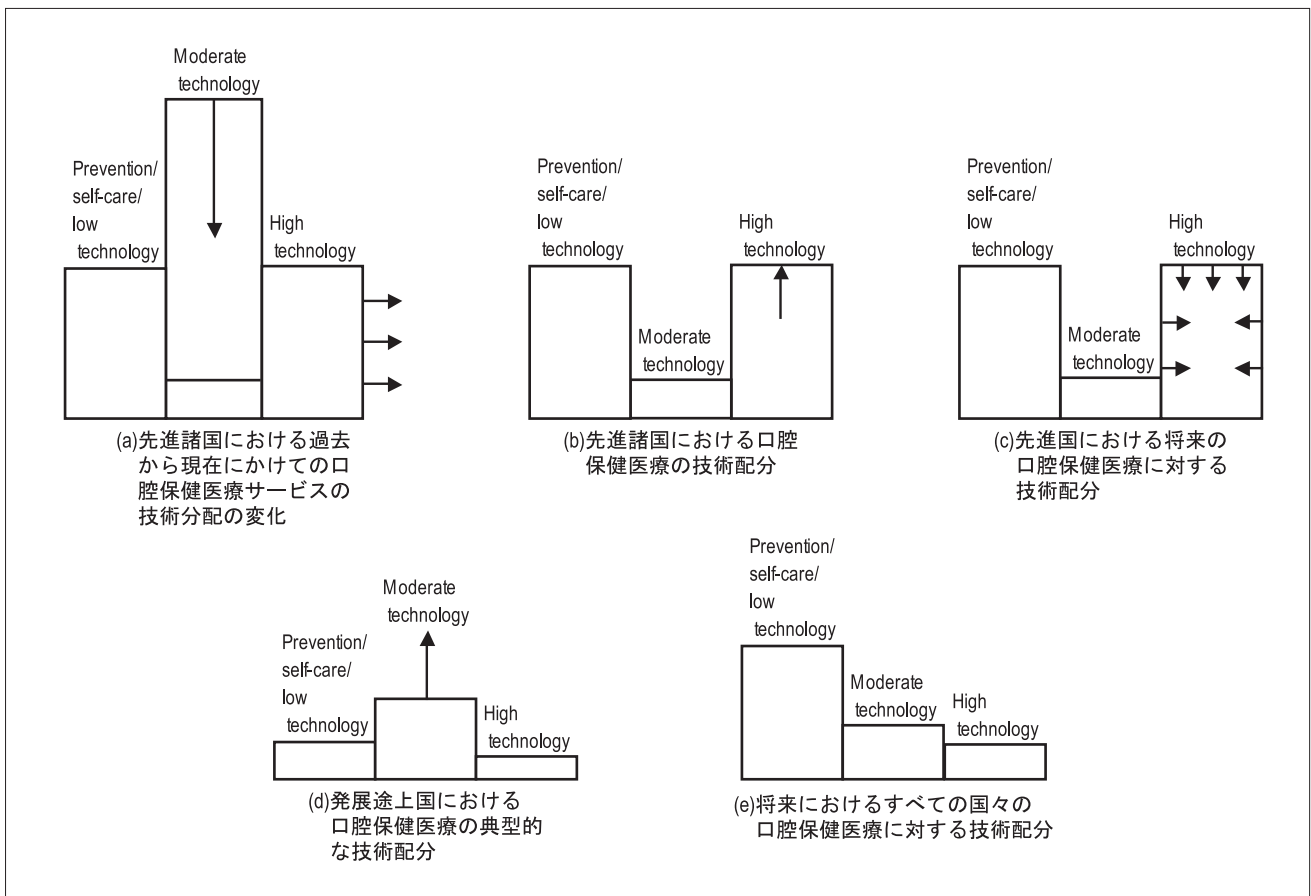 Moderate
technology
Prevention/
self-care/
low
technology
High
technology
(a)先進諸国における過去
から現在にかけての口
腔保健医療サービスの
技術分配の変化
Prevention/
self-care/
low
technology
Moderate
technology
High
technology
(b)先進諸国における口腔
保健医療の技術配分
Prevention/
self-care/
low
technology
Moderate
technology
High
technology
(c)先進国における将来の
口腔保健医療に対する
技術配分
Prevention/
self-care/
low
technology
Moderate
technology
High
technology
(d)発展途上国における
口腔保健医療の典型的
な技術配分
Prevention/
self-care/
low
technology
Moderate
technology
High
technology
(e)将来におけるすべての国々の
口腔保健医療に対する技術配分